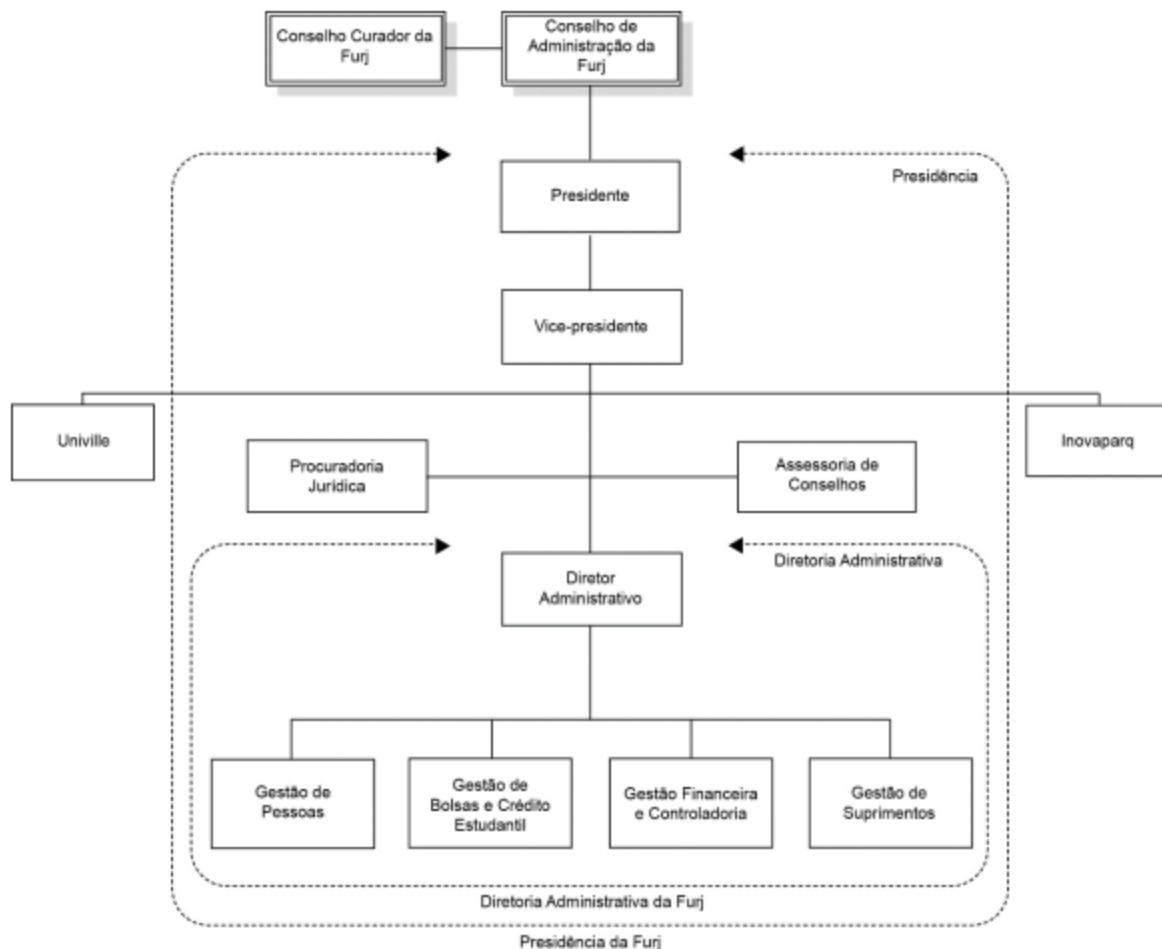 Conselho Curador da
Furj
Conselho de
Administração da
Furj
Presidência
Presidente
Vice-presidente
Univille
Inovaparq
Procuradoria
Jurídica
Assessoria de
Conselhos
Diretoria Administrativa
Diretor
Administrativo
Gestão de
Pessoas
Gestão de
Bolsas e Crédito
Estudantil
Gestão Financeira
e Controladoria
Gestão de
Suprimentos
Diretoria Administrativa da Furj
Presidência da Furj